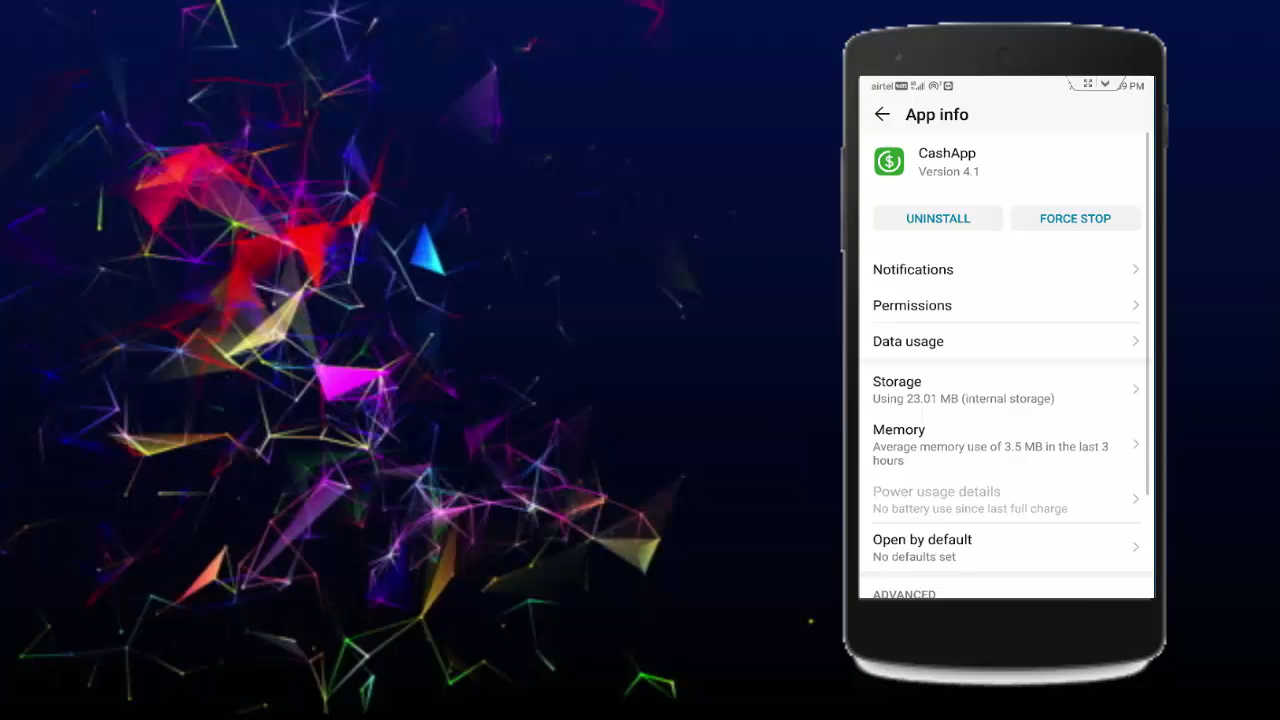 airtel
9 PM
App info
CashApp
Version 4.1
UNINSTALL
FORCE STOP
Notifications
Permissions
Data usage
Storage
Using 23.01 MB (internal storage)
Memory
Average memory use of 3.5 MB in the last 3
hours
Power usage details
No battery use since last full charge
Open by default
No defaults set
ADVANCED